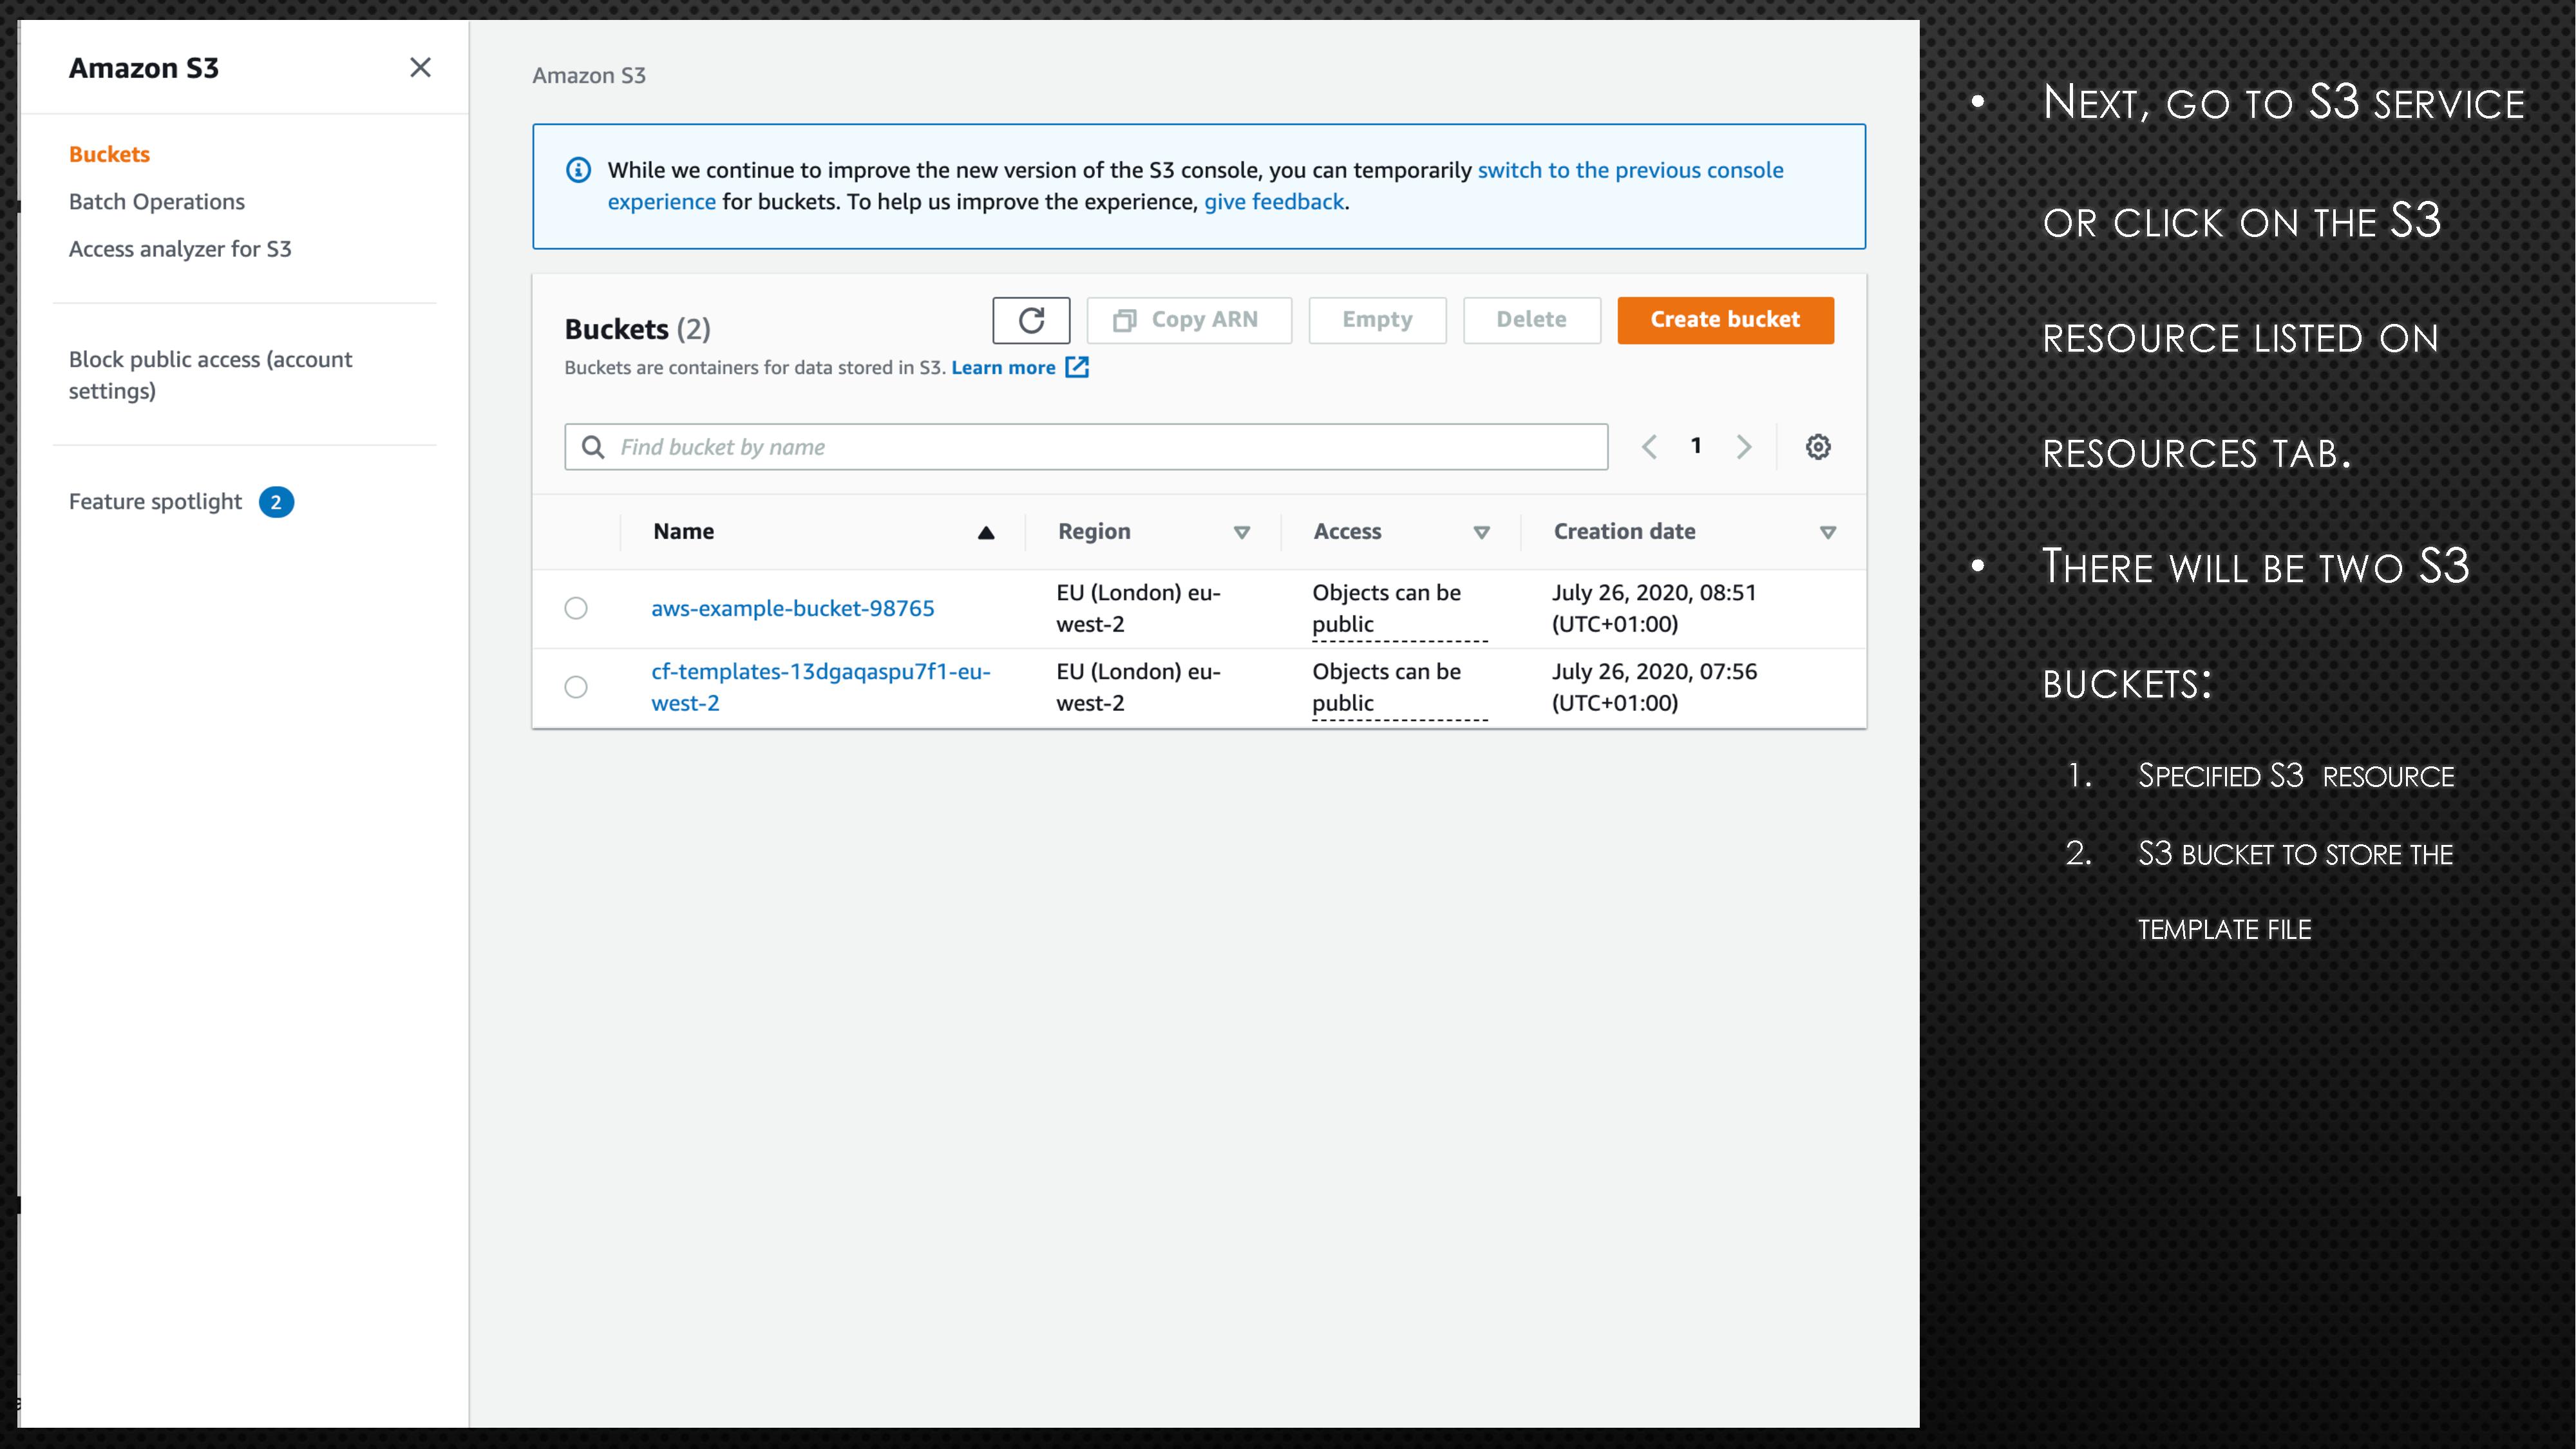 Amazon S3
Buckets
Batch Operations
Access analyzer for S3
Block public access (account
settings)
Feature spotlight 2
Amazon S3
While we continue to improve the new version of the S3 console, you can temporarily switch to the previous console
experience for buckets. To help us improve the experience, give feedback.
Buckets (2)
Copy ARN
Empty
Delete
Create bucket
Buckets are containers for data stored in S3. Learn more
Find bucket by name
1
Name Region Access Creation date
aws-example-bucket-98765
EU (London) eu-
west-2
Objects can be
public
July 26, 2020, 08:51
(UTC+01:00)
cf-templates-13dgaqaspu7f1-eu-
west-2
EU (London) eu-
west-2
Objects can be
public
July 26, 2020, 07:56
(UTC+01:00)
• Next, go to S3 service
or click on the S3
resource listed on
resources tab.
• There will be two S3
buckets:
1. Specified S3 resource
2. S3 bucket to store the
template file